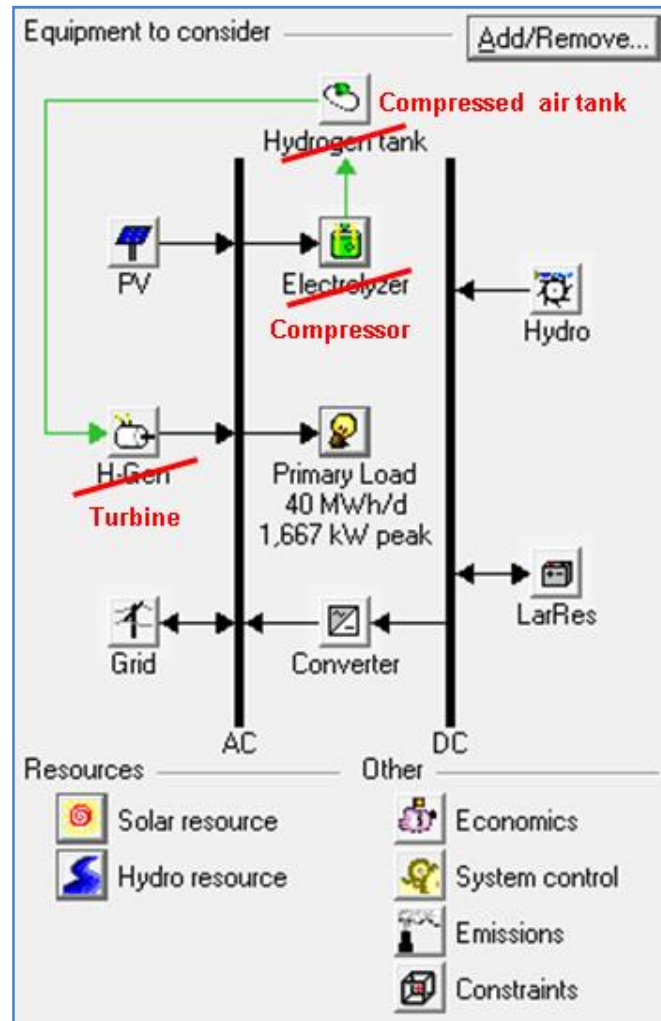 Equipment to consider
Add/Remove...
Compressed air tank
Hydrogen tank
PV
Electrolyzer
Compressor
Hydro
H-Gen
Turbine
Primary Load
40 MWh/d
1,667 kW peak
LarRes
Grid
Converter
AC
DC
Resources
Other
Solar resource
Economics
Hydro resource
System control
Emissions
Constraints